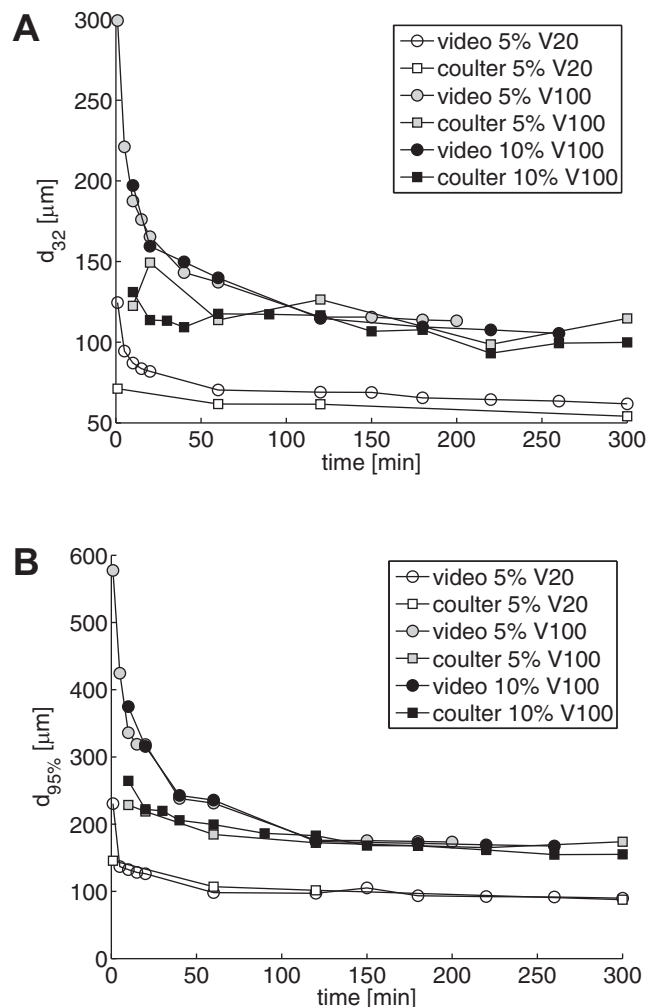 A
300
250
200
150
100
50
d32 [μm]
0
50
100
150
200
250
300
time [min]
video 5% V20
coulter 5% V20
video 5% V100
coulter 5% V100
video 10% V100
coulter 10% V100
B
600
500
400
300
200
100
0
d95% [μm]
0
50
100
150
200
250
300
time [min]
video 5% V20
coulter 5% V20
video 5% V100
coulter 5% V100
video 10% V100
coulter 10% V100